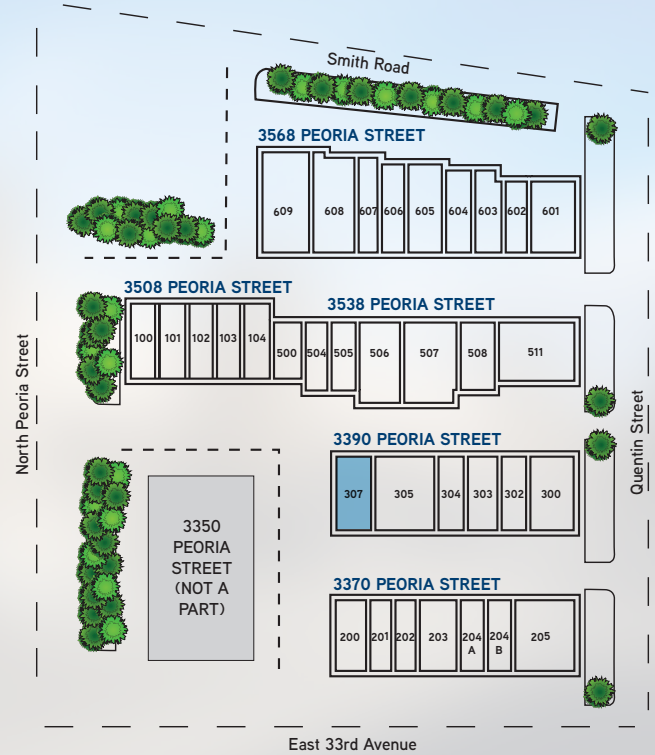 Smith Road
3568 PEORIA STREET
609 608 607 606 605 604 603 602 601
3508 PEORIA STREET
3538 PEORIA STREET
100 101 102 103 104 500 504 505 506 507 508 511
North Peoria Street
Quentin Street
3390 PEORIA STREET
307 305 304 303 302 300
3350
PEORIA
STREET
(NOT A
PART)
3370 PEORIA STREET
200 201 202 203 204 A 204 B 205
East 33rd Avenue